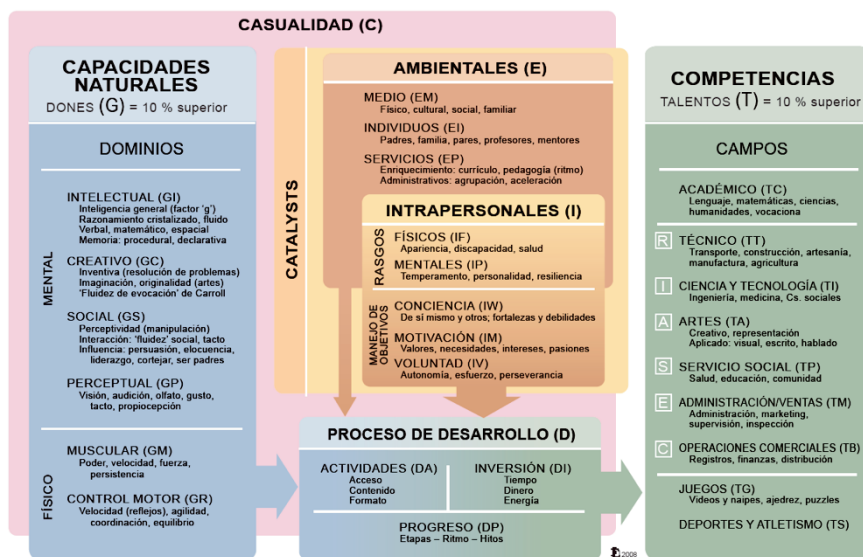 CASUALIDAD (C)
CAPACIDADES
NATURALES
DONES (G) = 10 % superior
DOMINIOS
MENTAL
INTELECTUAL (GI)
Inteligencia general (factor ‘g’)
Razonamiento cristalizado, fluido
Verbal, matemático, espacial
Memoria: procedural, declarativa
CREATIVO (GC)
Inventiva (resolución de problemas)
Imaginación, originalidad (artes)
‘Fluidez de evocación’ de Carroll
SOCIAL (GS)
Perceptividad (manipulación)
Interacción: ‘fluidez’ social, tacto
Influencia: persuasión, elocuencia,
liderazgo, cortejar, ser padres
PERCEPTUAL (GP)
Visión, audición, olfato, gusto,
tacto, propiocepción
FÍSICO
MUSCULAR (GM)
Poder, velocidad, fuerza,
persistencia
CONTROL MOTOR (GR)
Velocidad (reflejos), agilidad,
coordinación, equilibrio
CATALYSTS
AMBIENTALES (E)
MEDIO (EM)
Físico, cultural, social, familiar
INDIVIDUOS (EI)
Padres, familia, pares, profesores, mentores
SERVICIOS (EP)
Enriquecimiento: currículo, pedagogía (ritmo)
Administrativos: agrupación, aceleración
INTRAPERSONALES (I)
RASGOS
FÍSICOS (IF)
Apariencia, discapacidad, salud
MENTALES (IP)
Temperamento, personalidad, resiliencia
MANEJO DE
OBJETIVOS
CONCIENCIA (IW)
De sí mismo y otros; fortalezas y debilidades
MOTIVACIÓN (IM)
Valores, necesidades, intereses, pasiones
VOLUNTAD (IV)
Autonomía, esfuerzo, perseverancia
PROCESO DE DESARROLLO (D)
ACTIVIDADES (DA)
Acceso
Contenido
Formato
INVERSIÓN (DI)
Tiempo
Dinero
Energía
PROGRESO (DP)
Etapas – Ritmo – Hitos
COMPETENCIAS
TALENTOS (T) = 10 % superior
CAMPOS
ACADÉMICO (TC)
Lenguaje, matemáticas, ciencias,
humanidades, vocaciona
R TÉCNICO (TT)
Transporte, construcción, artesanía,
manufactura, agricultura
I CIENCIA Y TECNOLOGÍA (TI)
Ingeniería, medicina, Cs. sociales
A ARTES (TA)
Creativo, representación
Aplicado: visual, escrito, hablado
S SERVICIO SOCIAL (TP)
Salud, educación, comunidad
E ADMINISTRACIÓN/VENTAS (TM)
Administración, marketing,
supervisión, inspección
C OPERACIONES COMERCIALES (TB)
Registros, finanzas, distribución
JUEGOS (TG)
Videos y naipes, ajedrez, puzzles
DEPORTES Y ATLETISMO (TS)
2008